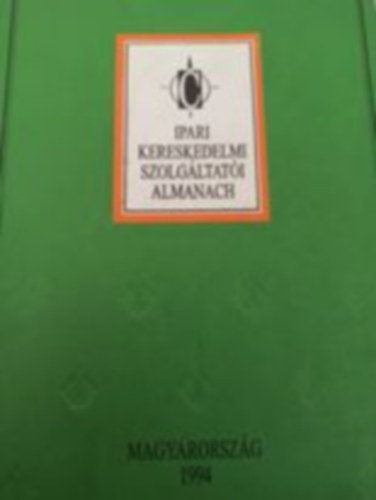 IPARI
KERESKEDELMI
SZOLGÁLTATÓI
ALMANACH
MAGYARORSZÁG
1994